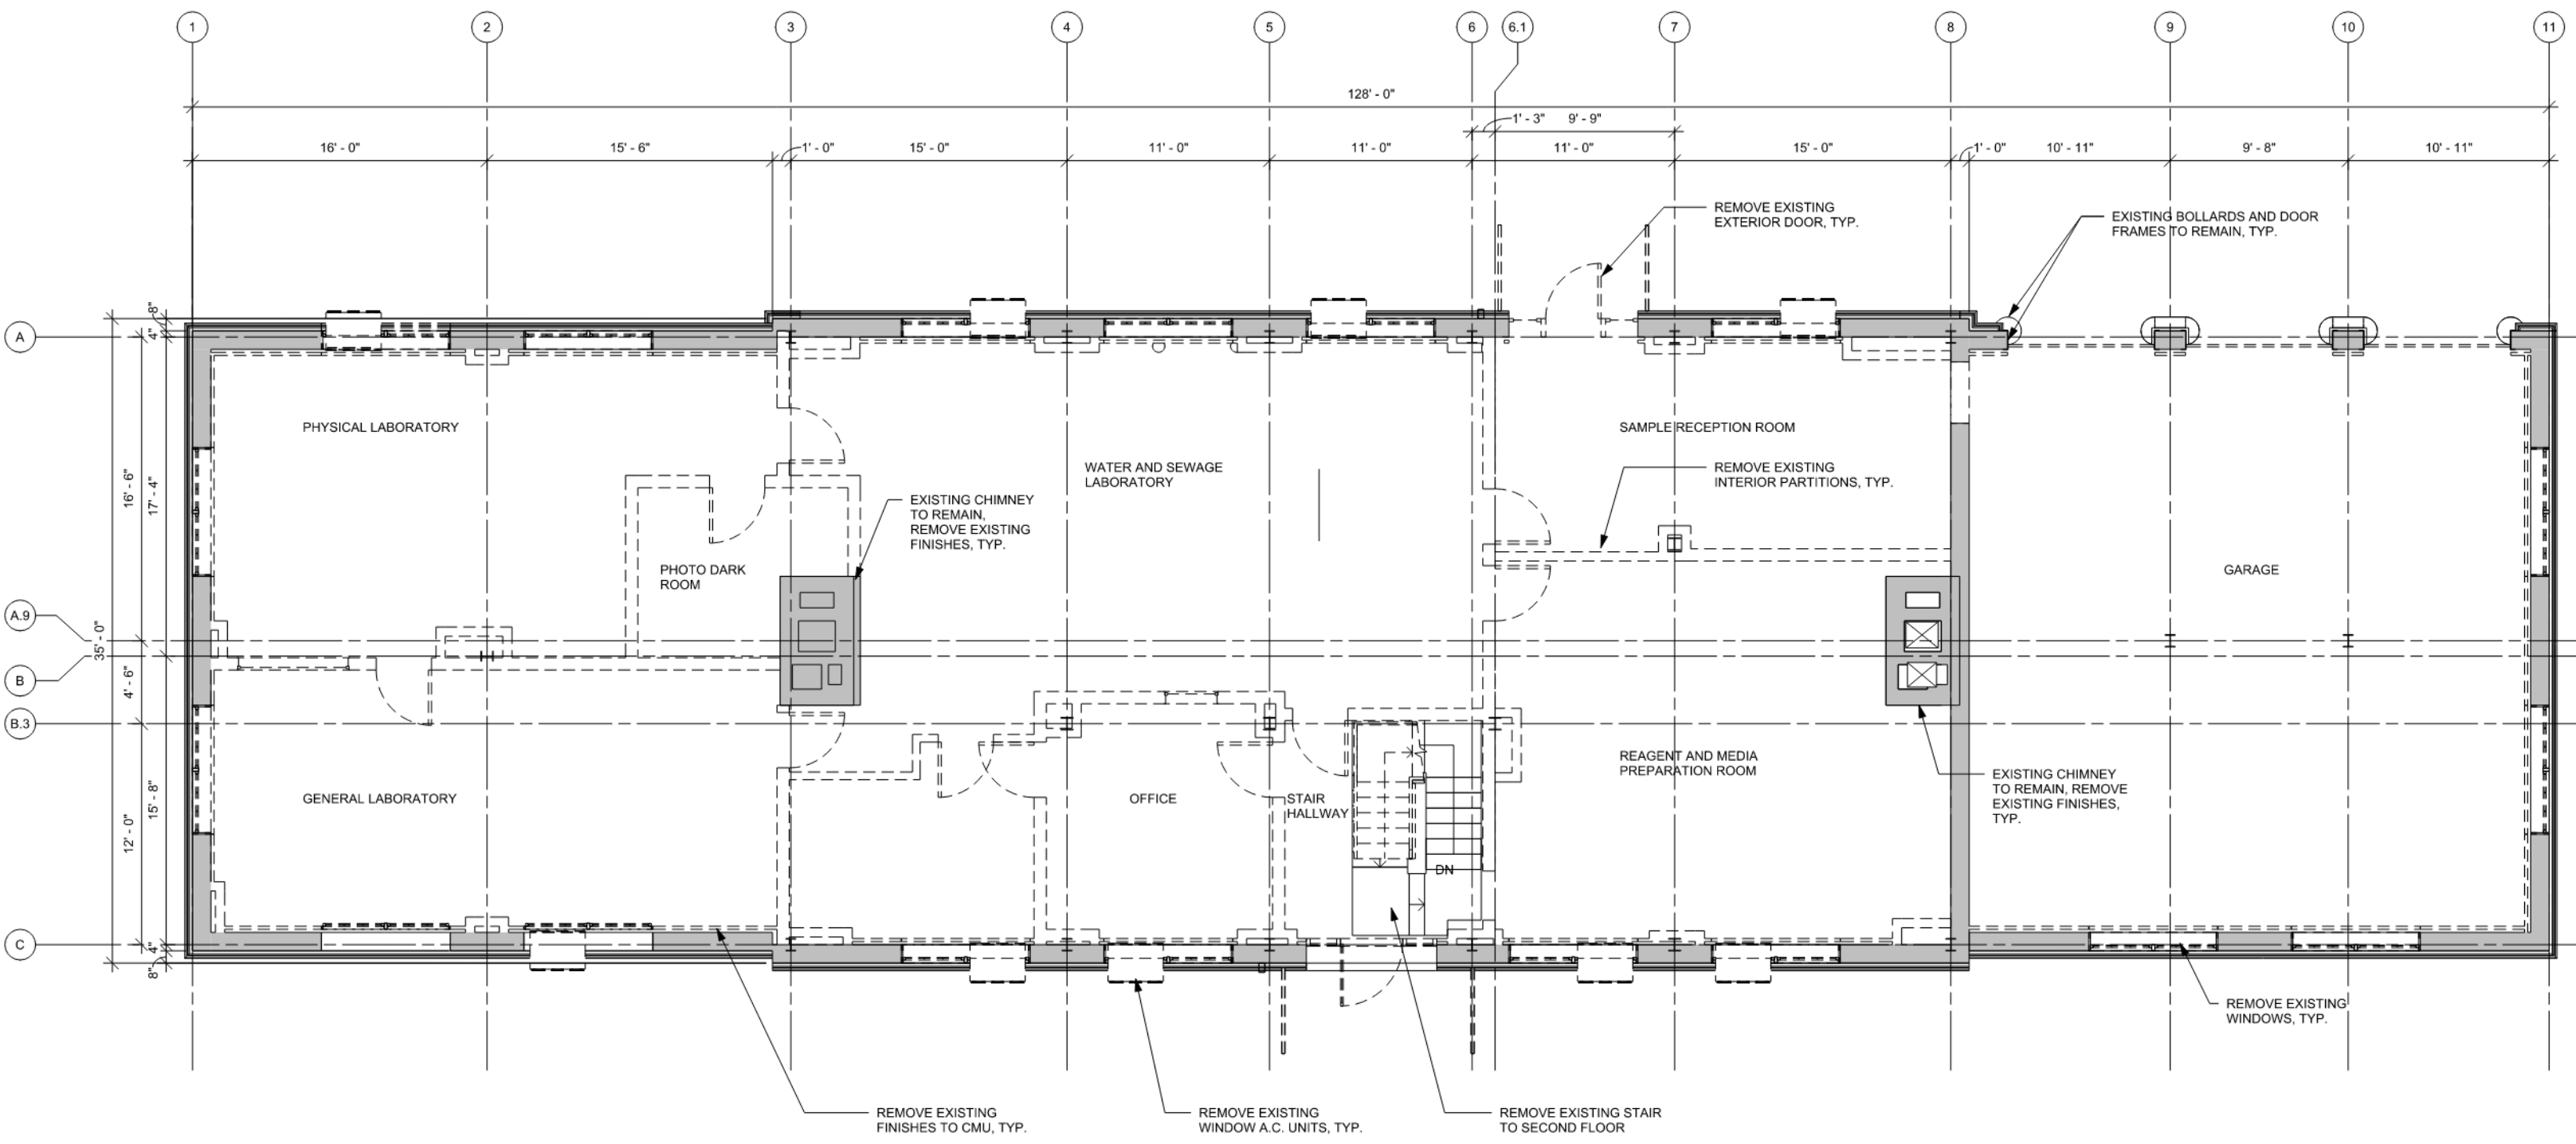 1
2
3
4
5
6
6.1
7
8
9
10
11
128' - 0"
1' - 3"
9' - 9"
16' - 0"
15' - 6"
1' - 0"
15' - 0"
11' - 0"
11' - 0"
11' - 0"
15' - 0"
1' - 0"
10' - 11"
9' - 8"
10' - 11"
REMOVE EXISTING
EXTERIOR DOOR, TYP.
EXISTING BOLLARDS AND DOOR
FRAMES TO REMAIN, TYP.
8"
4"
A
PHYSICAL LABORATORY
SAMPLE RECEPTION ROOM
WATER AND SEWAGE
LABORATORY
REMOVE EXISTING
INTERIOR PARTITIONS, TYP.
16' - 6"
17' - 4"
EXISTING CHIMNEY
TO REMAIN,
REMOVE EXISTING
FINISHES, TYP.
PHOTO DARK
ROOM
GARAGE
A.9
35' - 0"
B
4' - 6"
B.3
REAGENT AND MEDIA
PREPARATION ROOM
EXISTING CHIMNEY
TO REMAIN, REMOVE
EXISTING FINISHES,
TYP.
GENERAL LABORATORY
OFFICE
STAIR
HALLWAY
15' - 8"
12' - 0"
DN
C
4"
8"
REMOVE EXISTING
WINDOWS, TYP.
REMOVE EXISTING
FINISHES TO CMU, TYP.
REMOVE EXISTING
WINDOW A.C. UNITS, TYP.
REMOVE EXISTING STAIR
TO SECOND FLOOR